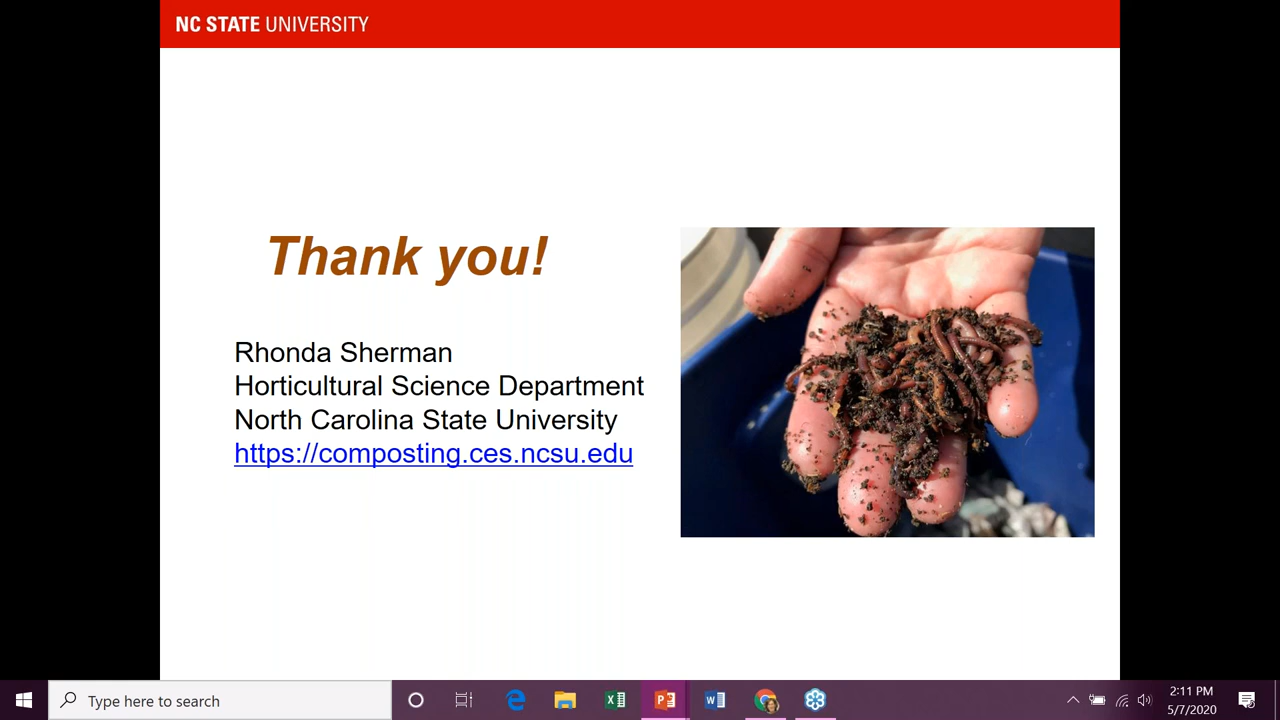 NC STATE UNIVERSITY
Thank you!
Rhonda Sherman
Horticultural Science Department
North Carolina State University
https://composting.ces.ncsu.edu
Type here to search
2:11 PM
5/7/2020